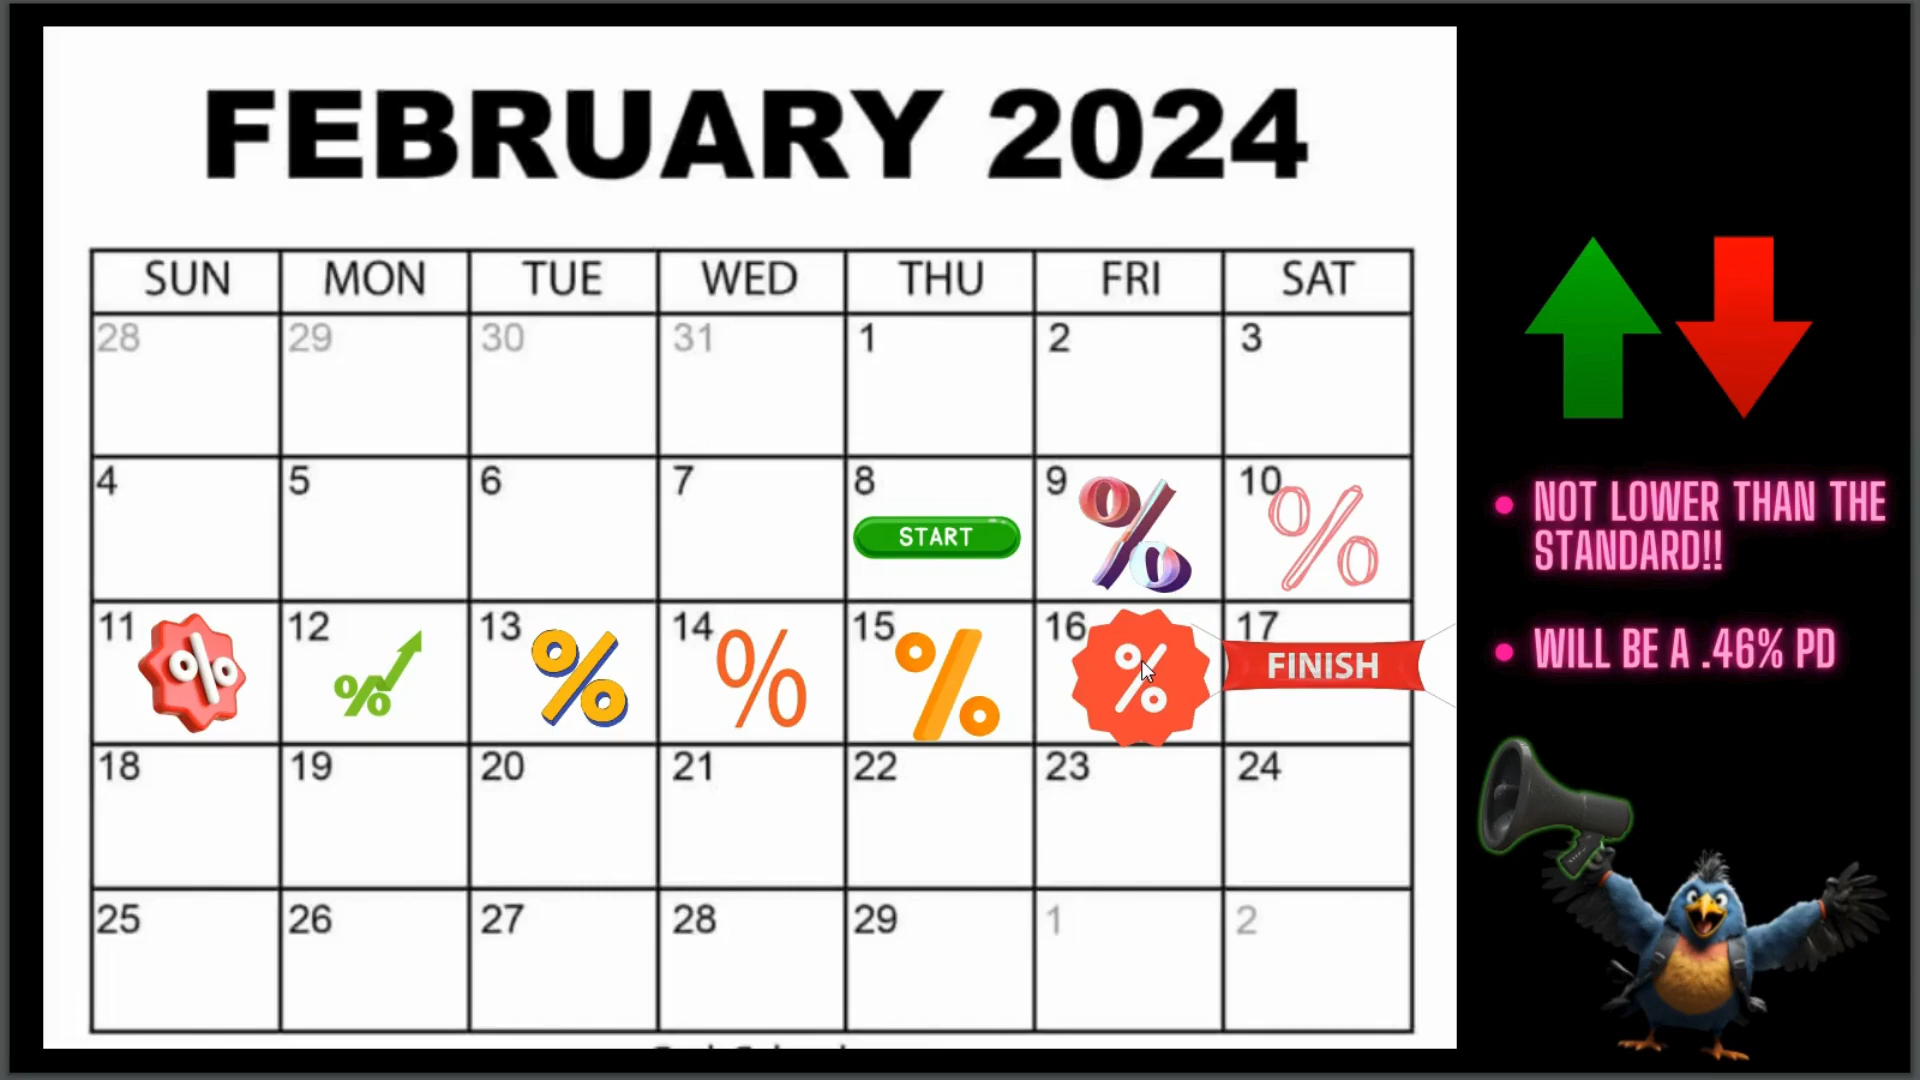 FEBRUARY 2024
SUN MON TUE WED THU FRI SAT
28 29 30 31 1 2 3
4 5 6 7 8 9 10
START % %
11 12 13 14 15 16 17
% % % % % % FINISH
18 19 20 21 22 23 24
25 26 27 28 29 1 2
• NOT LOWER THAN THE
STANDARD!!
• WILL BE A .46% PD